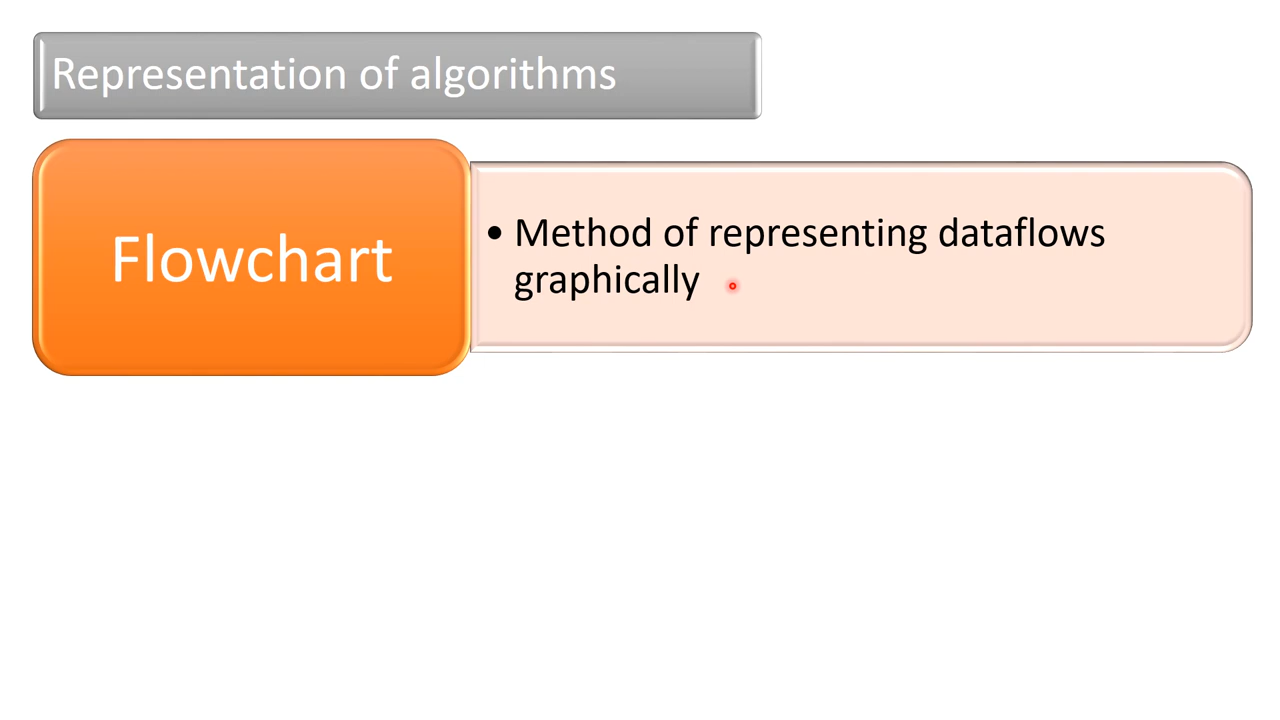 Representation of algorithms
Flowchart
• Method of representing dataflows
graphically